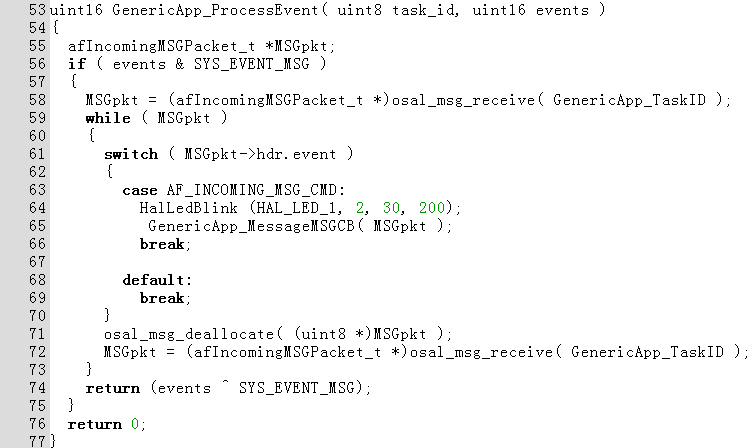 53 uint16 GenericApp_ProcessEvent( uint8 task_id, uint16 events )
54 {
55   afIncomingMSGPacket_t *MSGpkt;
56   if ( events & SYS_EVENT_MSG )
57   {
58     MSGpkt = (afIncomingMSGPacket_t *)osal_msg_receive( GenericApp_TaskID );
59     while ( MSGpkt )
60     {
61       switch ( MSGpkt->hdr.event )
62       {
63         case AF_INCOMING_MSG_CMD:
64           HalLedBlink (HAL_LED_1, 2, 30, 200);
65            GenericApp_MessageMSGCB( MSGpkt );
66           break;
67
68         default:
69           break;
70       }
71       osal_msg_deallocate( (uint8 *)MSGpkt );
72       MSGpkt = (afIncomingMSGPacket_t *)osal_msg_receive( GenericApp_TaskID );
73     }
74     return (events ^ SYS_EVENT_MSG);
75   }
76   return 0;
77 }